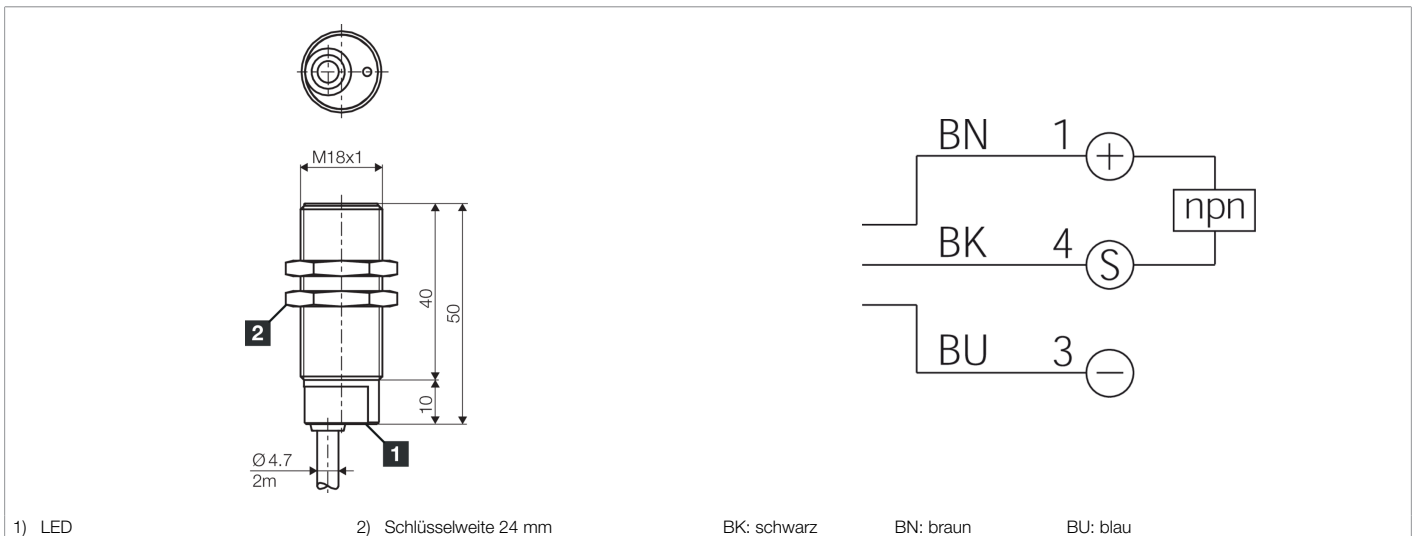 M18x1
40
50
10
2
1
Ø 4.7
2m
BN 1 +
npn
BK 4 S
BU 3 −
1) LED 2) Schlüsselweite 24 mm BK: schwarz BN: braun BU: blau